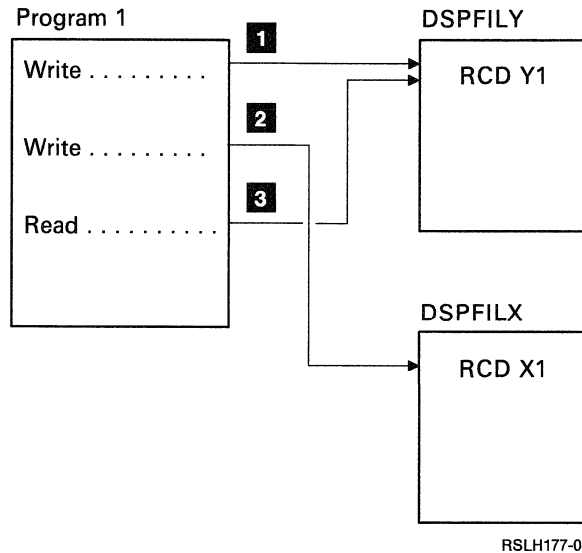 Program 1
Write . . . . . . . . .
Write . . . . . . . . .
Read . . . . . . . . . .
1
2
3
DSPFILY
RCD Y1
DSPFILX
RCD X1
RSLH177-0